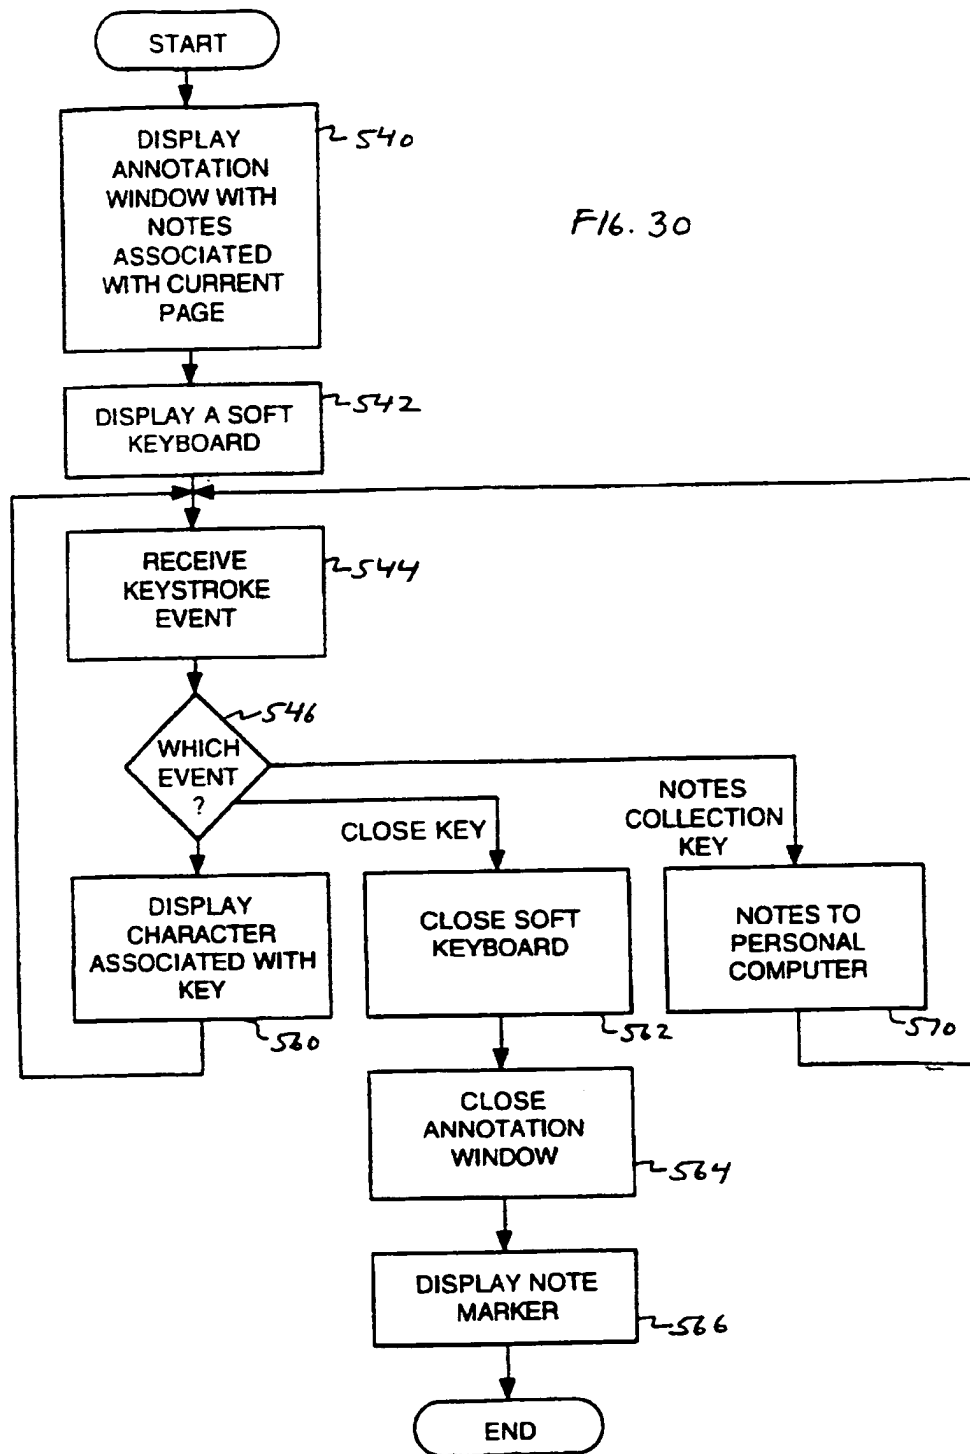 START
DISPLAY
ANNOTATION
WINDOW WITH
NOTES
ASSOCIATED
WITH CURRENT
PAGE
540
FIG. 30
DISPLAY A SOFT
KEYBOARD
542
RECEIVE
KEYSTROKE
EVENT
544
WHICH
EVENT
?
546
CLOSE KEY
NOTES
COLLECTION
KEY
DISPLAY
CHARACTER
ASSOCIATED WITH
KEY
560
CLOSE SOFT
KEYBOARD
562
NOTES TO
PERSONAL
COMPUTER
570
CLOSE
ANNOTATION
WINDOW
564
DISPLAY NOTE
MARKER
566
END